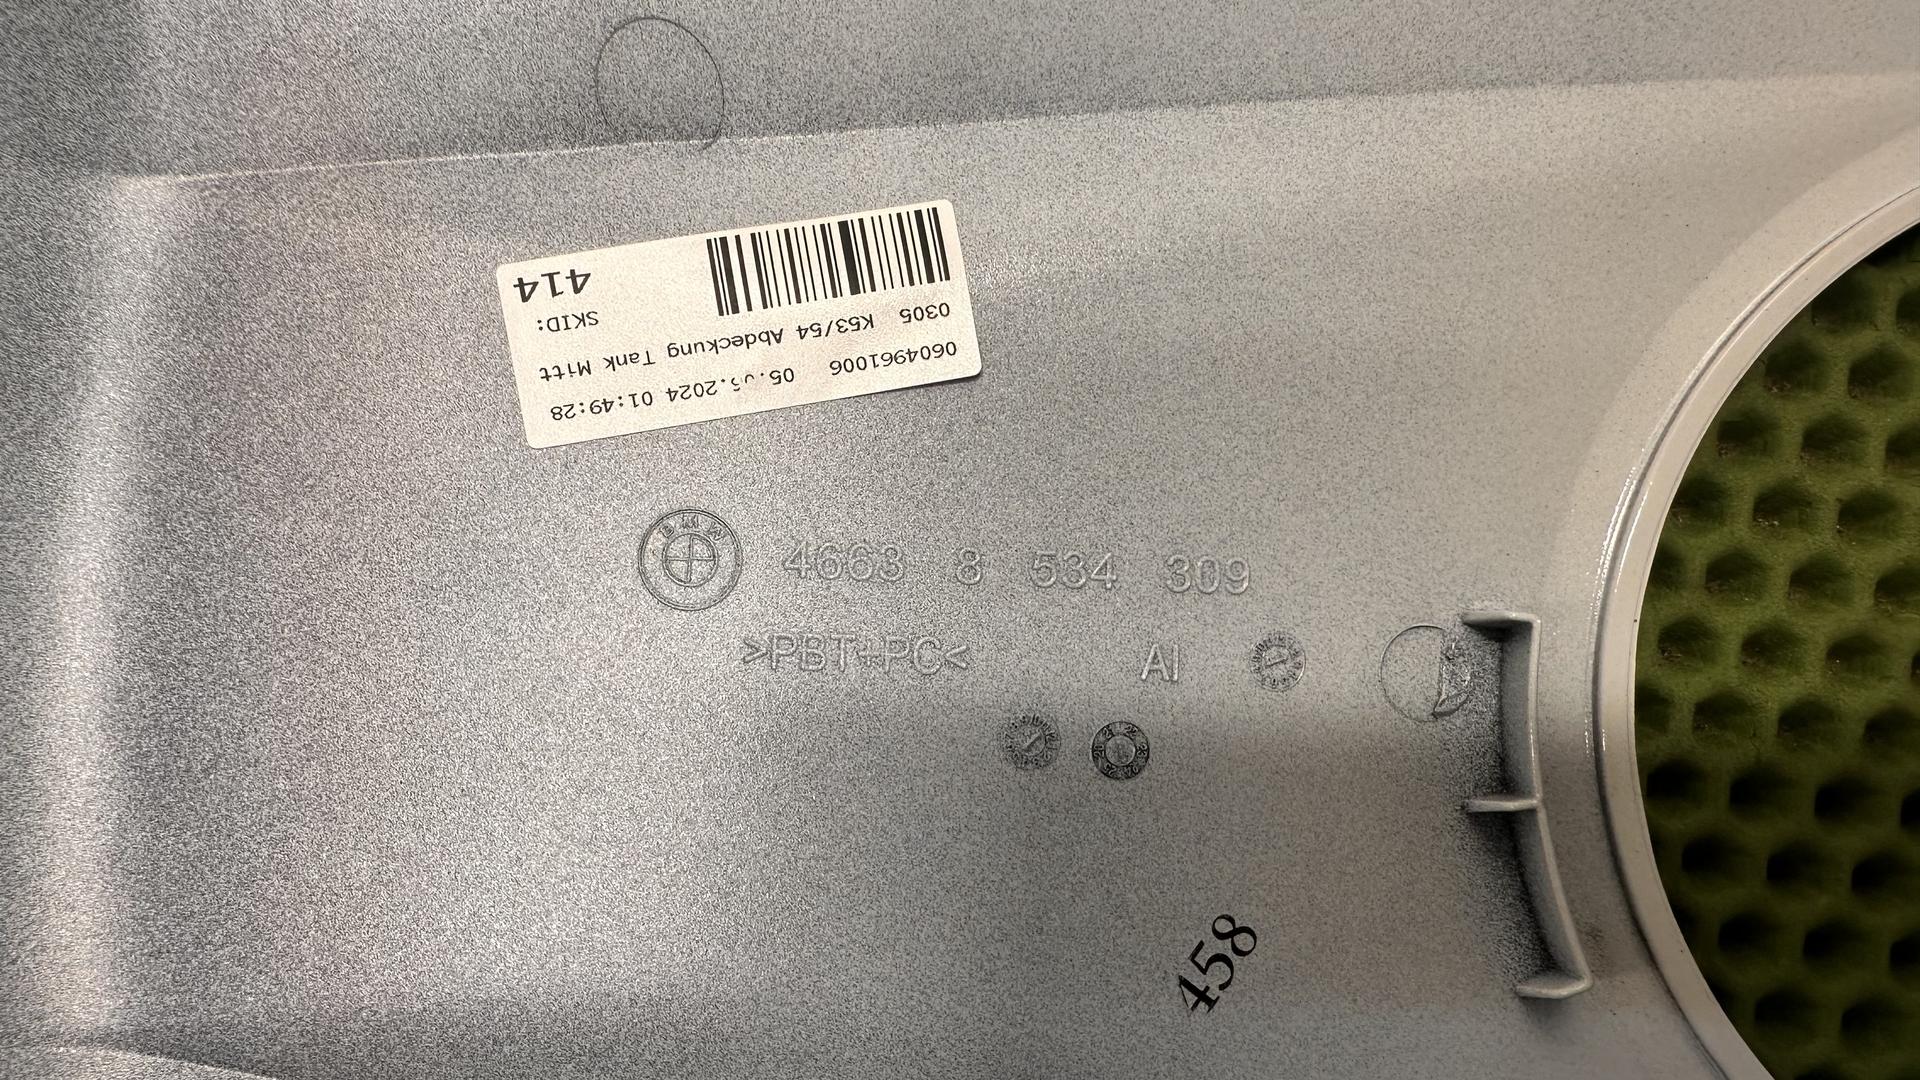 0604961006 05. .2024 01:49:28
0305 K53/54 Abdeckung Tank Mitt
SKID:
414
BMW
4663 8 534 309
>PBT+PC<
AI
458